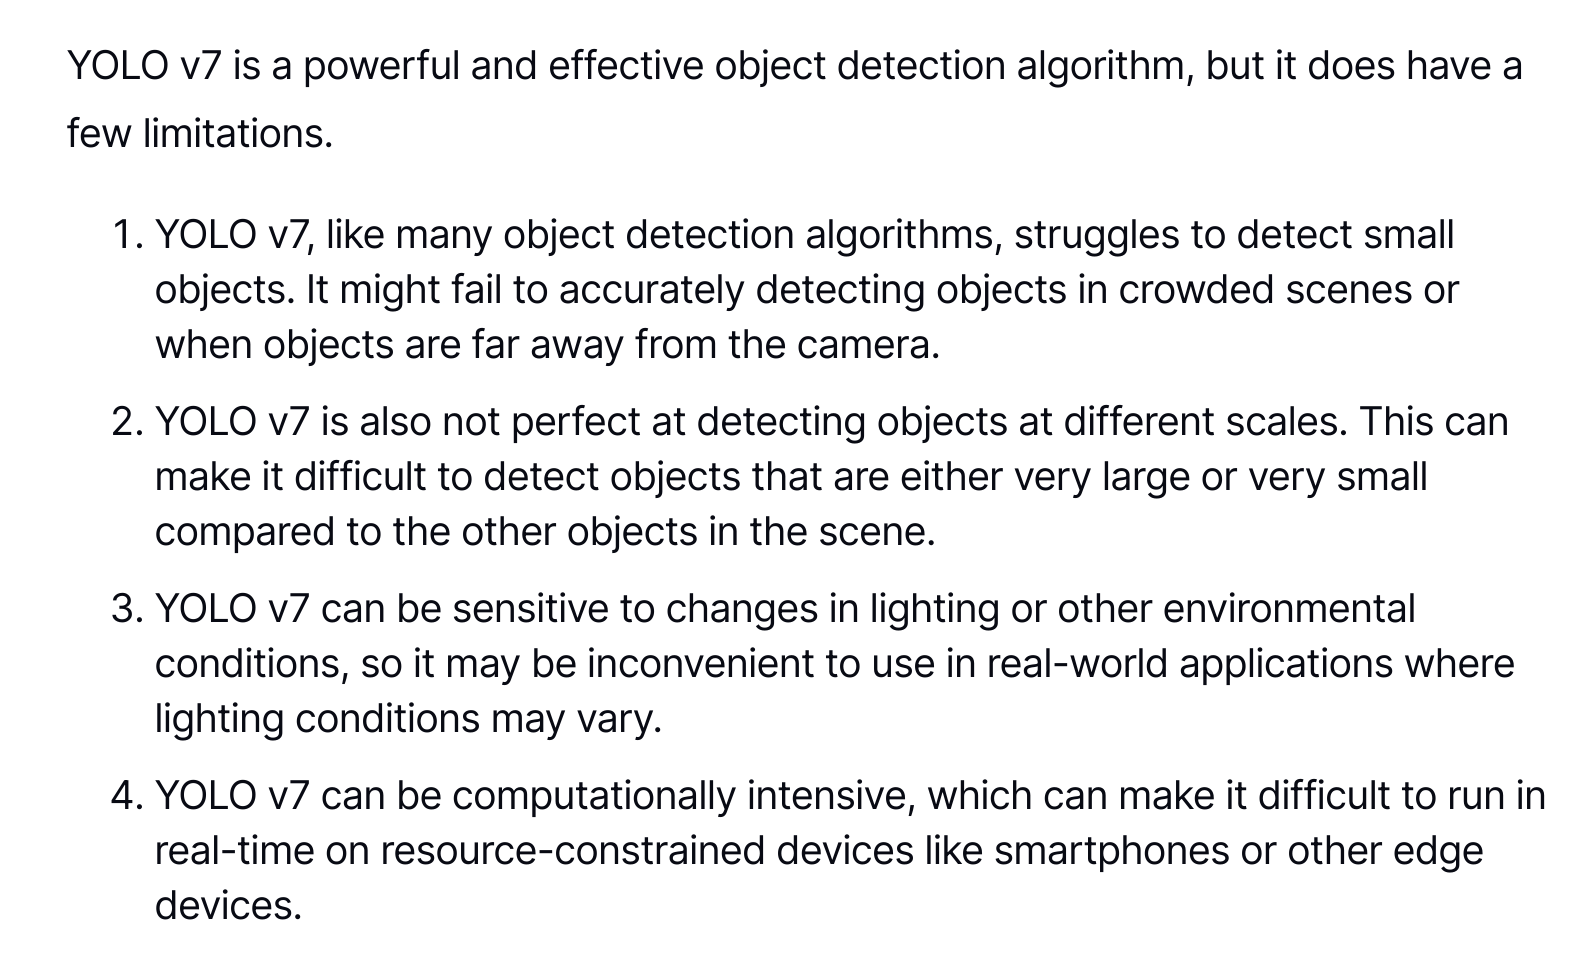 YOLO v7 is a powerful and effective object detection algorithm, but it does have a
few limitations.
1. YOLO v7, like many object detection algorithms, struggles to detect small
objects. It might fail to accurately detecting objects in crowded scenes or
when objects are far away from the camera.
2. YOLO v7 is also not perfect at detecting objects at different scales. This can
make it difficult to detect objects that are either very large or very small
compared to the other objects in the scene.
3. YOLO v7 can be sensitive to changes in lighting or other environmental
conditions, so it may be inconvenient to use in real-world applications where
lighting conditions may vary.
4. YOLO v7 can be computationally intensive, which can make it difficult to run in
real-time on resource-constrained devices like smartphones or other edge
devices.